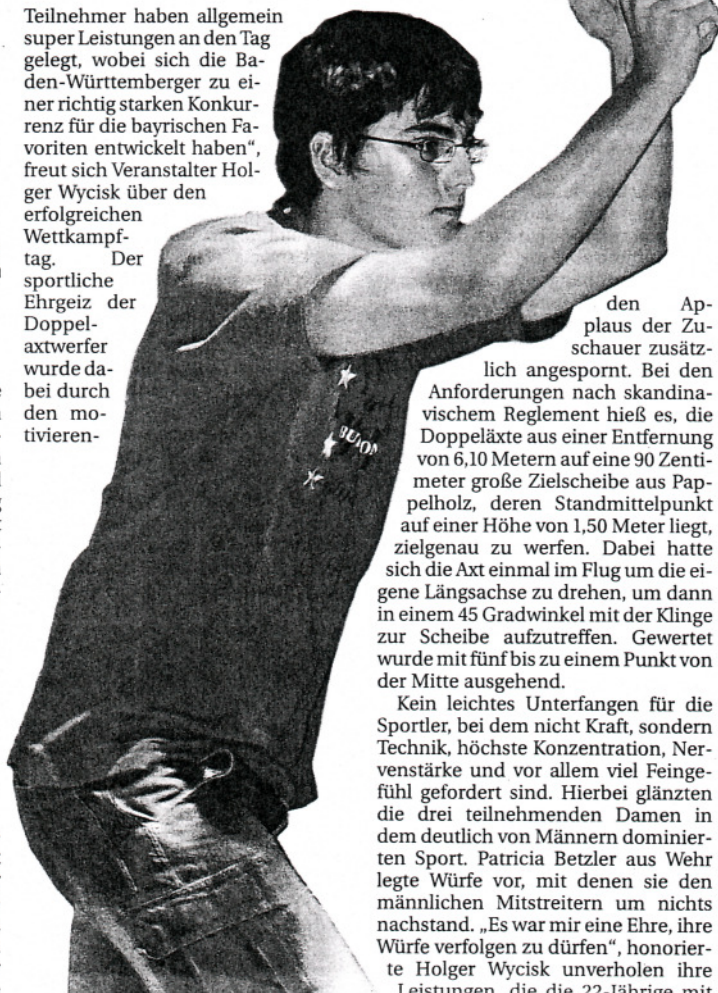 Teilnehmer haben allgemein
super Leistungen an den Tag
gelegt, wobei sich die Ba-
den-Württemberger zu ei-
ner richtig starken Konkur-
renz für die bayrischen Fa-
voriten entwickelt haben“,
freut sich Veranstalter Hol-
ger Wycisk über den
erfolgreichen
Wettkampf-
tag. Der
sportliche
Ehrgeiz der
Doppel-
axtwerfer
wurde da-
bei durch
den mo-
tivieren-
den Ap-
plaus der Zu-
schauer zusätz-
lich angespornt. Bei den
Anforderungen nach skandina-
vischem Reglement hieß es, die
Doppeläxte aus einer Entfernung
von 6,10 Metern auf eine 90 Zenti-
meter große Zielscheibe aus Pap-
pelholz, deren Standmittelpunkt
auf einer Höhe von 1,50 Meter liegt,
zielgenau zu werfen. Dabei hatte
sich die Axt einmal im Flug um die ei-
gene Längsachse zu drehen, um dann
in einem 45 Gradwinkel mit der Klinge
zur Scheibe aufzutreffen. Gewertet
wurde mit fünf bis zu einem Punkt von
der Mitte ausgehend.
Kein leichtes Unterfangen für die
Sportler, bei dem nicht Kraft, sondern
Technik, höchste Konzentration, Ner-
venstärke und vor allem viel Feinge-
fühl gefordert sind. Hierbei glänzten
die drei teilnehmenden Damen in
dem deutlich von Männern dominier-
ten Sport. Patricia Betzler aus Wehr
legte Würfe vor, mit denen sie den
männlichen Mitstreitern um nichts
nachstand. „Es war mir eine Ehre, ihre
Würfe verfolgen zu dürfen“, honorier-
te Holger Wycisk unverholen ihre
Leistungen, die die 22-Jährige mit